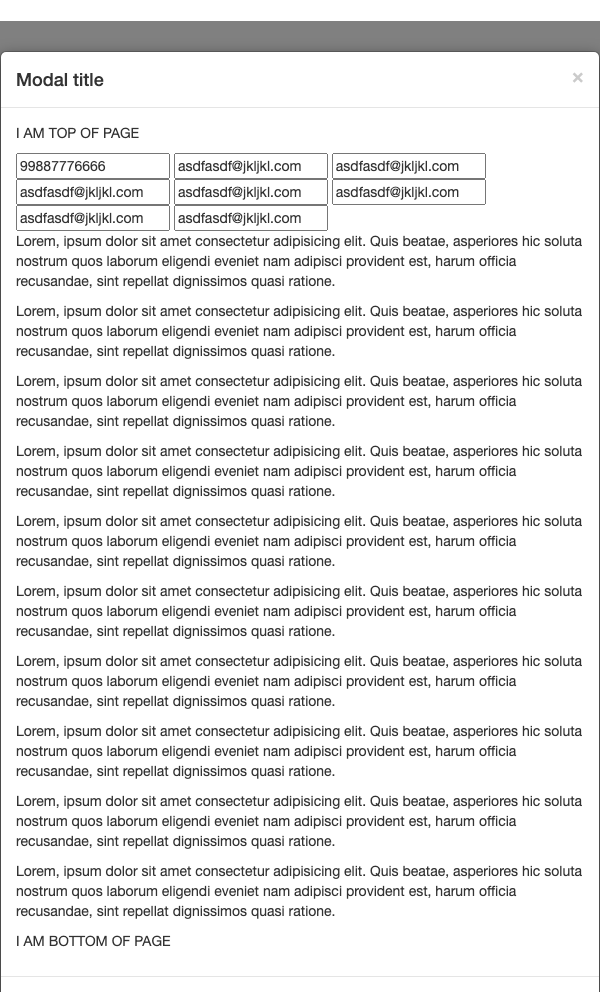 Modal title ×
I AM TOP OF PAGE
99887776666 asdfasdf@jkljkl.com asdfasdf@jkljkl.com
asdfasdf@jkljkl.com asdfasdf@jkljkl.com asdfasdf@jkljkl.com
asdfasdf@jkljkl.com asdfasdf@jkljkl.com
Lorem, ipsum dolor sit amet consectetur adipisicing elit. Quis beatae, asperiores hic soluta
nostrum quos laborum eligendi eveniet nam adipisci provident est, harum officia
recusandae, sint repellat dignissimos quasi ratione.
Lorem, ipsum dolor sit amet consectetur adipisicing elit. Quis beatae, asperiores hic soluta
nostrum quos laborum eligendi eveniet nam adipisci provident est, harum officia
recusandae, sint repellat dignissimos quasi ratione.
Lorem, ipsum dolor sit amet consectetur adipisicing elit. Quis beatae, asperiores hic soluta
nostrum quos laborum eligendi eveniet nam adipisci provident est, harum officia
recusandae, sint repellat dignissimos quasi ratione.
Lorem, ipsum dolor sit amet consectetur adipisicing elit. Quis beatae, asperiores hic soluta
nostrum quos laborum eligendi eveniet nam adipisci provident est, harum officia
recusandae, sint repellat dignissimos quasi ratione.
Lorem, ipsum dolor sit amet consectetur adipisicing elit. Quis beatae, asperiores hic soluta
nostrum quos laborum eligendi eveniet nam adipisci provident est, harum officia
recusandae, sint repellat dignissimos quasi ratione.
Lorem, ipsum dolor sit amet consectetur adipisicing elit. Quis beatae, asperiores hic soluta
nostrum quos laborum eligendi eveniet nam adipisci provident est, harum officia
recusandae, sint repellat dignissimos quasi ratione.
Lorem, ipsum dolor sit amet consectetur adipisicing elit. Quis beatae, asperiores hic soluta
nostrum quos laborum eligendi eveniet nam adipisci provident est, harum officia
recusandae, sint repellat dignissimos quasi ratione.
Lorem, ipsum dolor sit amet consectetur adipisicing elit. Quis beatae, asperiores hic soluta
nostrum quos laborum eligendi eveniet nam adipisci provident est, harum officia
recusandae, sint repellat dignissimos quasi ratione.
Lorem, ipsum dolor sit amet consectetur adipisicing elit. Quis beatae, asperiores hic soluta
nostrum quos laborum eligendi eveniet nam adipisci provident est, harum officia
recusandae, sint repellat dignissimos quasi ratione.
Lorem, ipsum dolor sit amet consectetur adipisicing elit. Quis beatae, asperiores hic soluta
nostrum quos laborum eligendi eveniet nam adipisci provident est, harum officia
recusandae, sint repellat dignissimos quasi ratione.
I AM BOTTOM OF PAGE